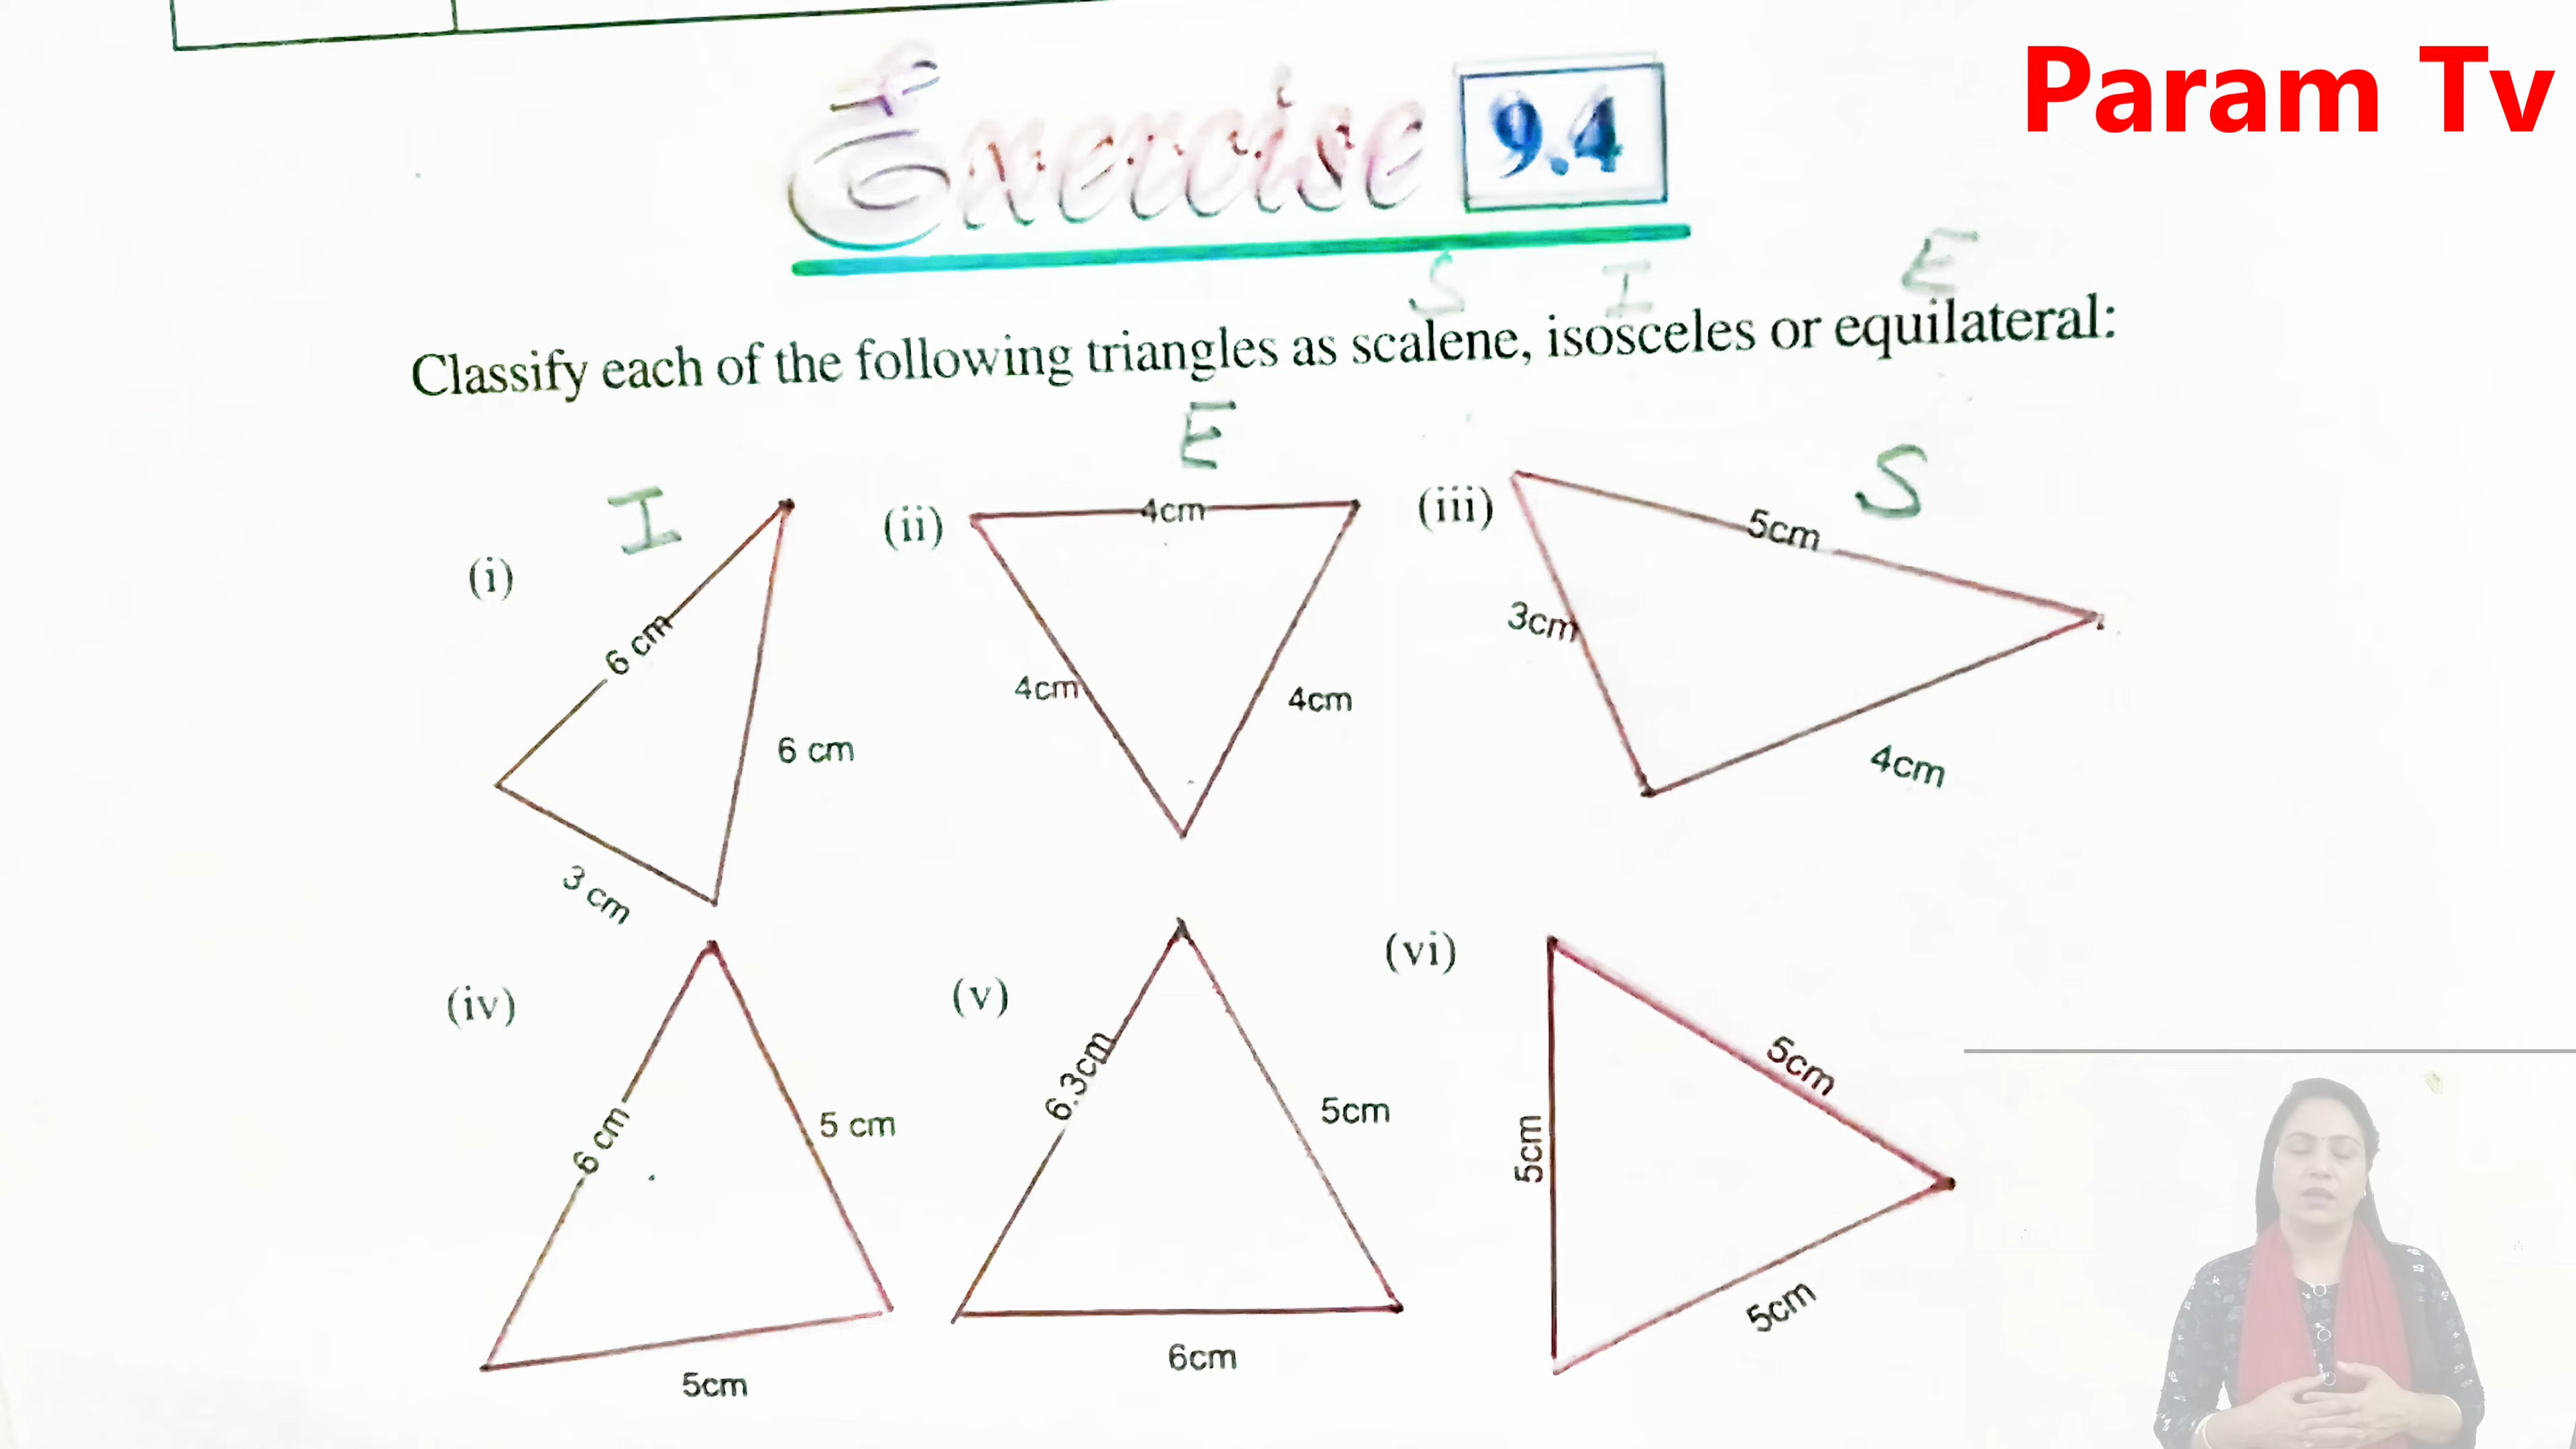 Param Tv
Exercise 9.4
S I E
Classify each of the following triangles as scalene, isosceles or equilateral:
I E S
(i) (ii) (iii)
6 cm
6 cm
3 cm
4cm
4cm
4cm
5cm
3cm
4cm
(iv) (v) (vi)
6 cm
5 cm
5cm
6.3cm
5cm
6cm
5cm
5cm
5cm